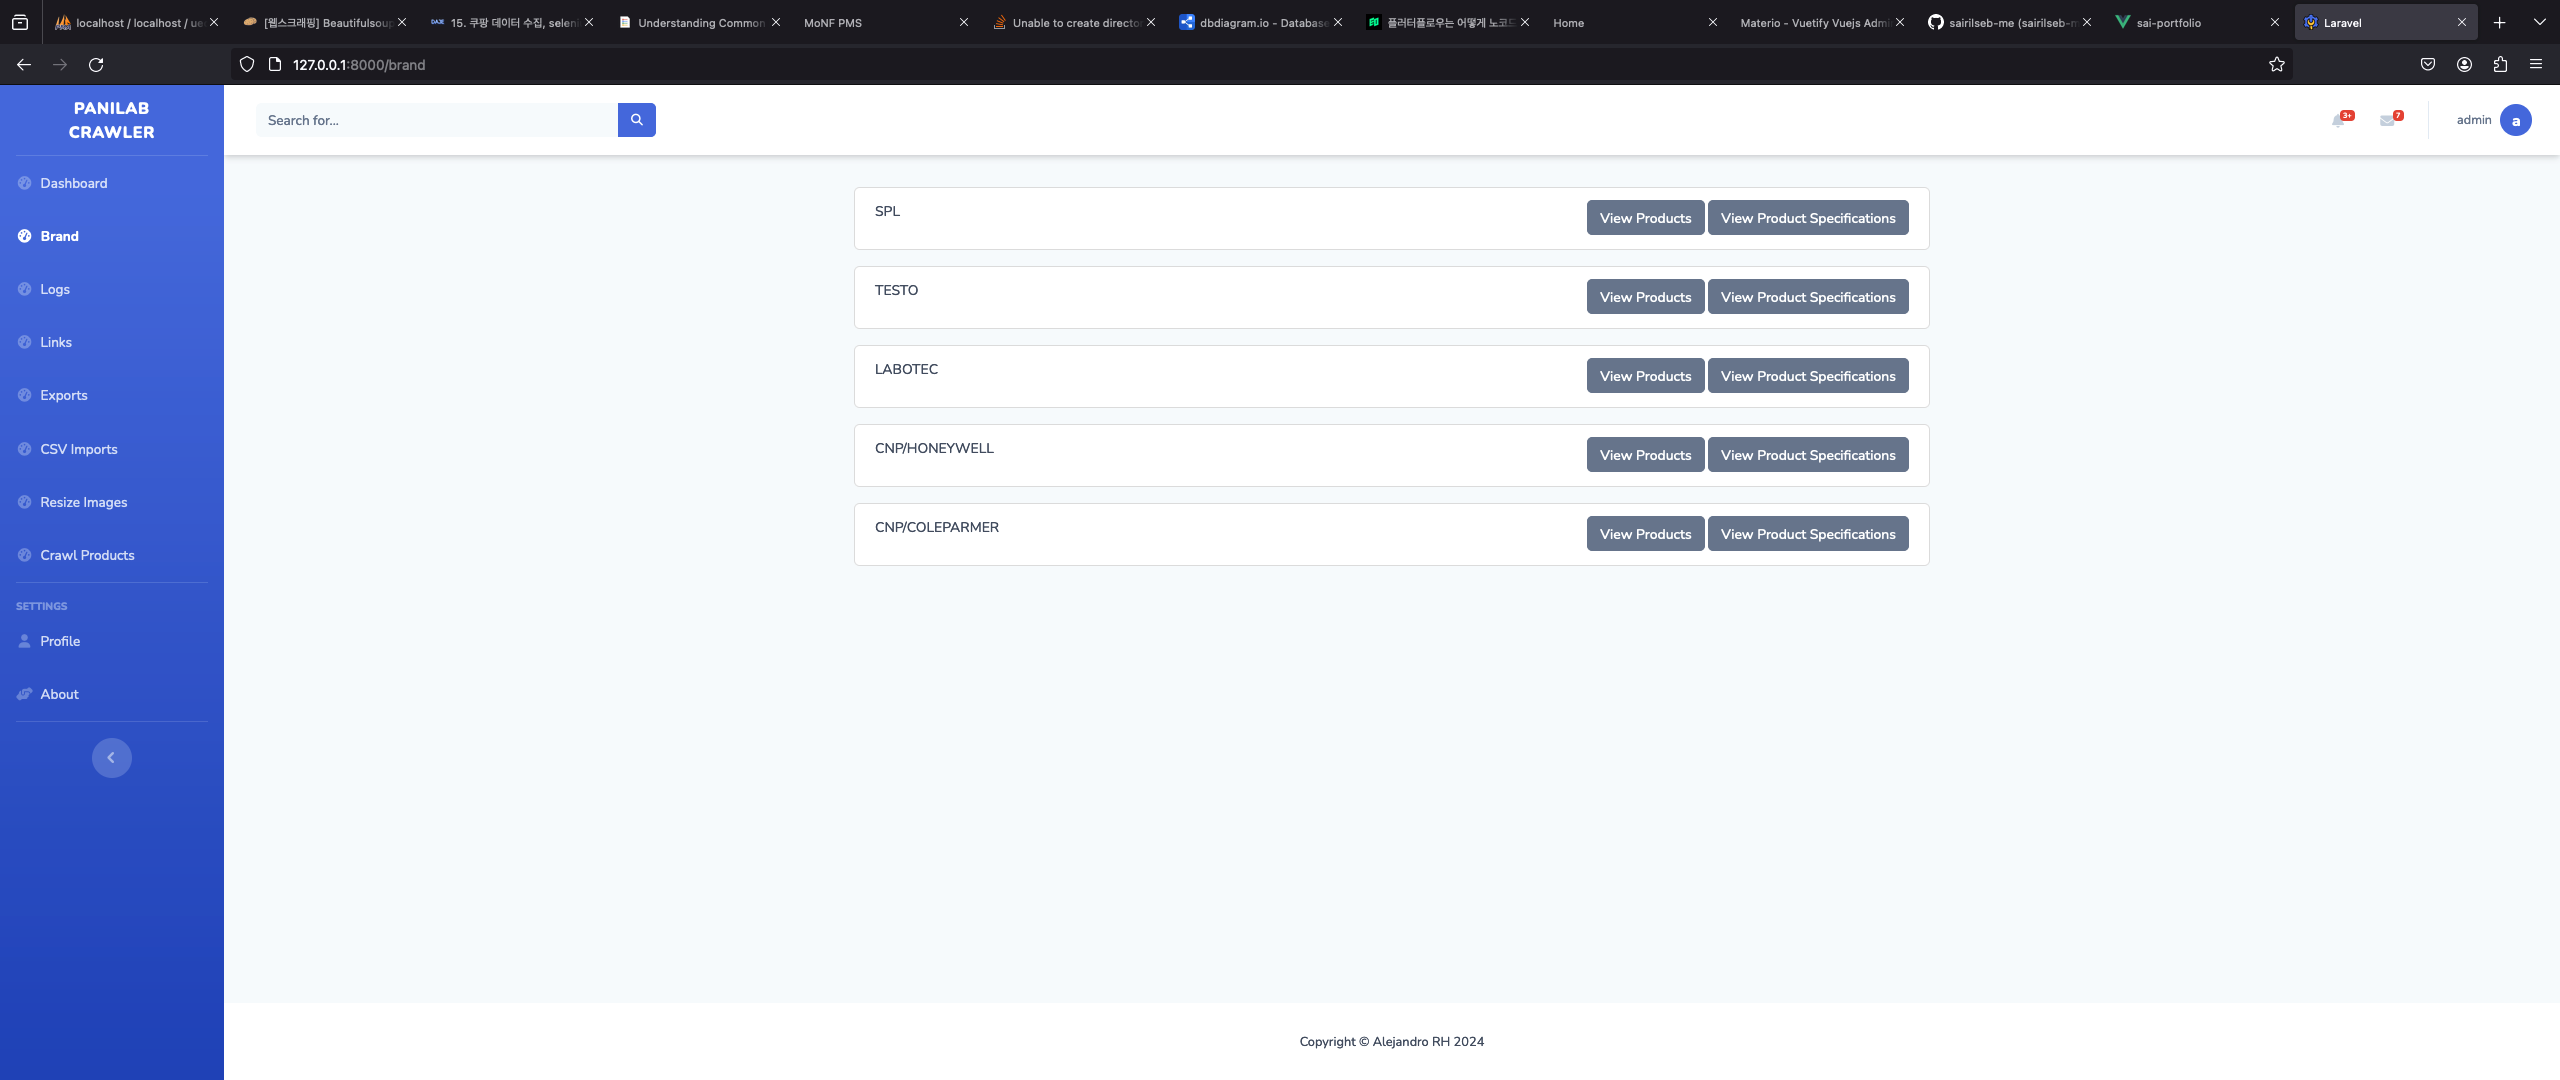 localhost / localhost / ue
[웹스크래핑] Beautifulsoup
15. 쿠팡 데이터 수집, selen
Understanding Common
MoNF PMS
Unable to create directo
dbdiagram.io - Database
플러터플로우는 어떻게 노코드
Home
Materio - Vuetify Vuejs Admi
sairilseb-me (sairilseb-m
sai-portfolio
Laravel
127.0.0.1:8000/brand
PANILAB
CRAWLER
Search for...
3+
7
admin
a
Dashboard
Brand
Logs
Links
Exports
CSV Imports
Resize Images
Crawl Products
SETTINGS
Profile
About
SPL
View Products
View Product Specifications
TESTO
View Products
View Product Specifications
LABOTEC
View Products
View Product Specifications
CNP/HONEYWELL
View Products
View Product Specifications
CNP/COLEPARMER
View Products
View Product Specifications
Copyright © Alejandro RH 2024